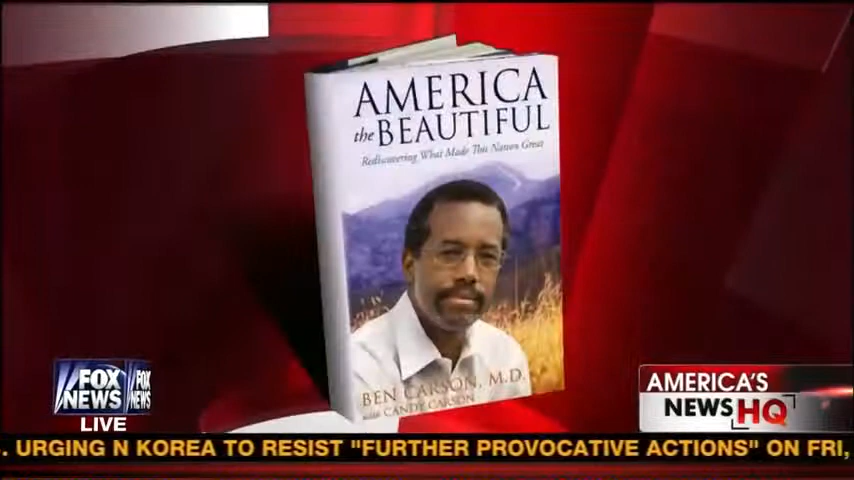 AMERICA
the BEAUTIFUL
Rediscovering What Made This Nation Great
BEN CARSON, M.D.
with CANDY CARSON
FOX NEWS
FOX NEWS
LIVE
AMERICA'S
NEWS HQ
. URGING N KOREA TO RESIST "FURTHER PROVOCATIVE ACTIONS" ON FRI,